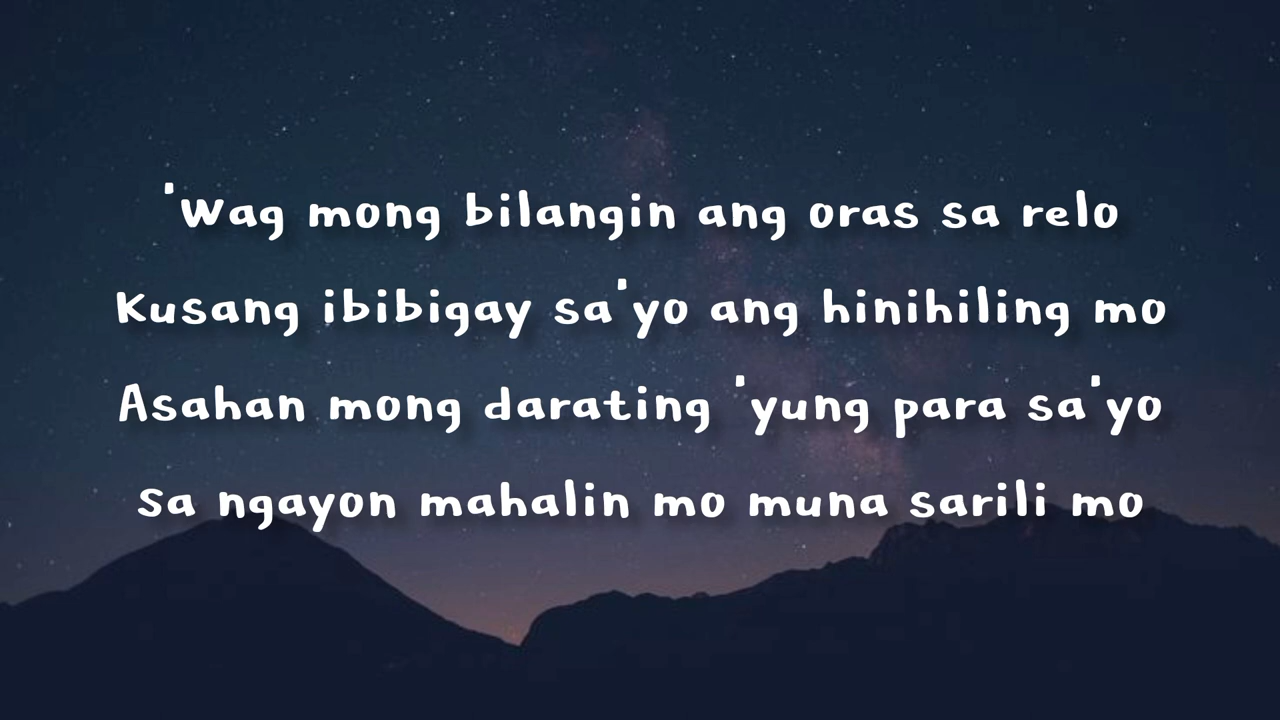 'Wag mong bilangin ang oras sa relo
Kusang ibibigay sa'yo ang hinihiling mo
Asahan mong darating 'yung para sa'yo
Sa ngayon mahalin mo muna sarili mo